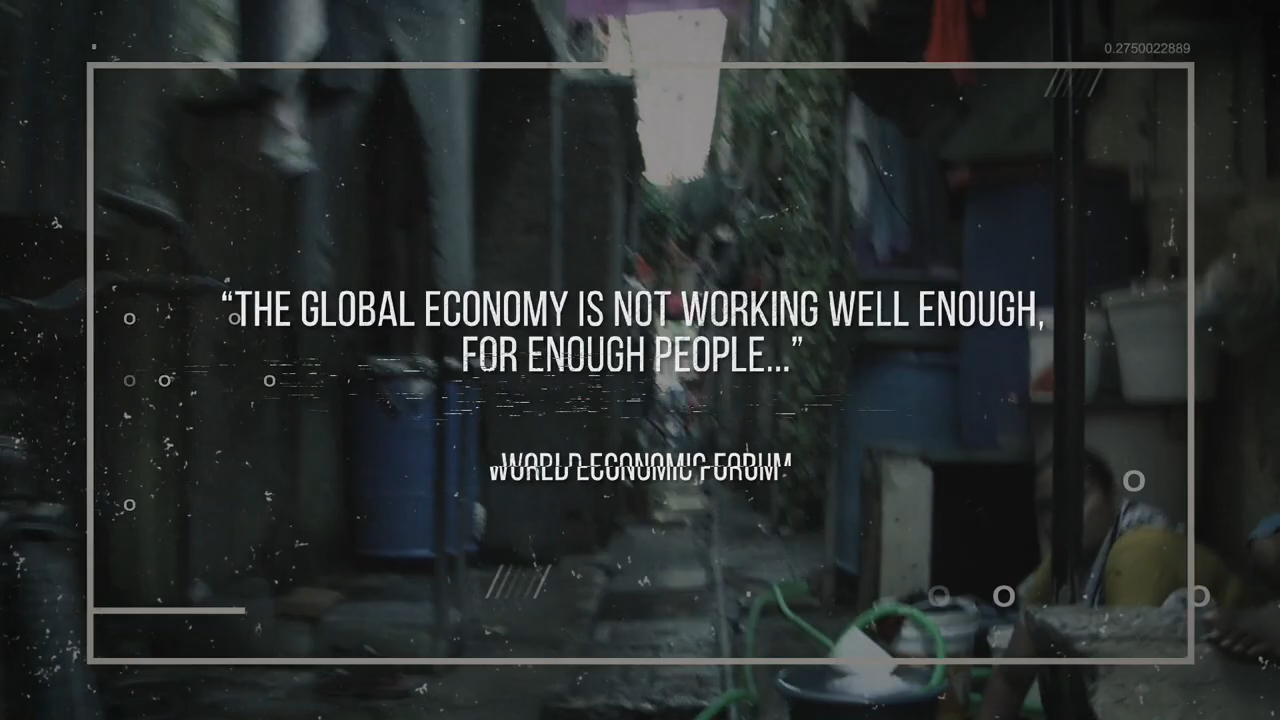 0.2750022889
“THE GLOBAL ECONOMY IS NOT WORKING WELL ENOUGH,
FOR ENOUGH PEOPLE...”
WORLD ECONOMIC FORUM